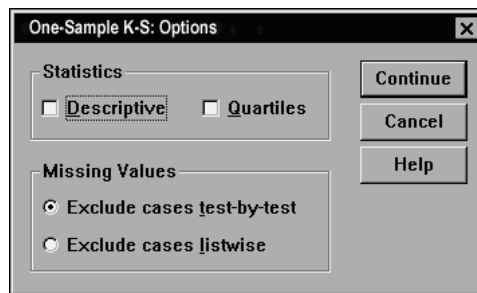 One-Sample K-S: Options
Statistics
Descriptive
Quartiles
Missing Values
Exclude cases test-by-test
Exclude cases listwise
Continue
Cancel
Help